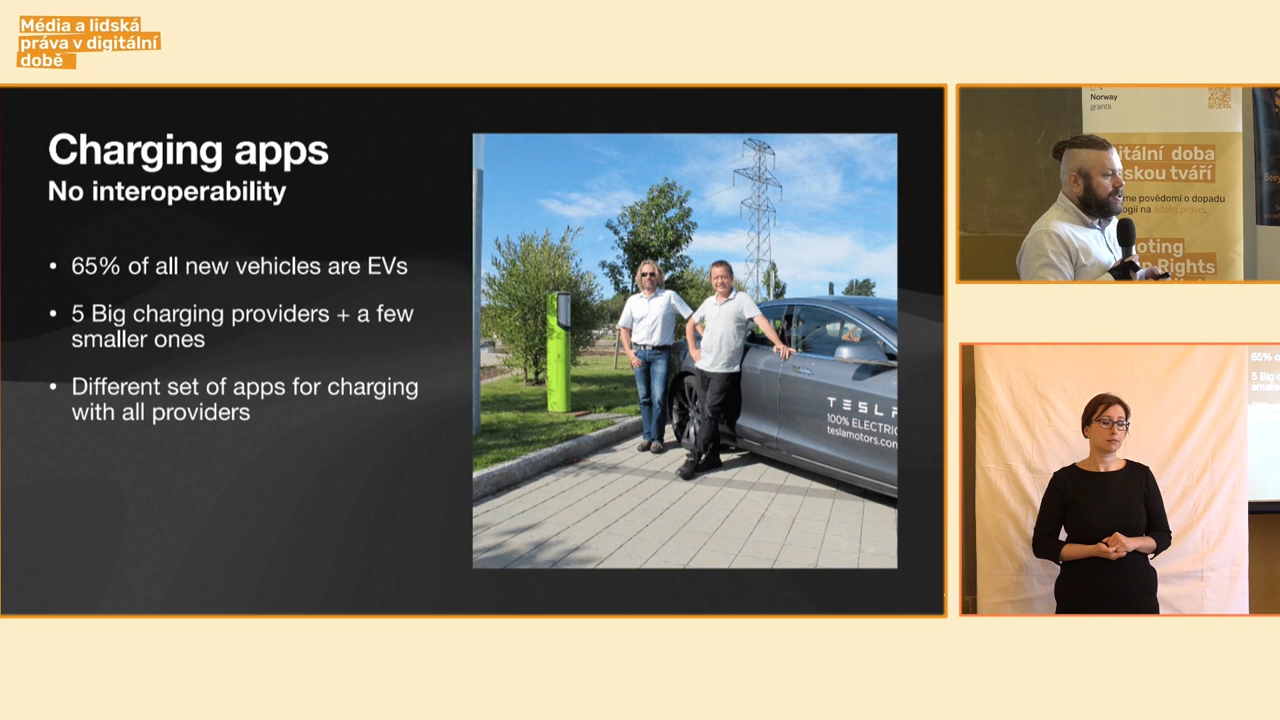 Média a lidská
práva v digitální
době
Charging apps
No interoperability
• 65% of all new vehicles are EVs
• 5 Big charging providers + a few
smaller ones
• Different set of apps for charging
with all providers
TESL
100% ELECTRIC
teslamotors.com
Norway
grants
itální doba
skou tváří
me povědomí o dopadu
ogií na lidská práva.
oting
Rights
65% o
5 Big c
smalle